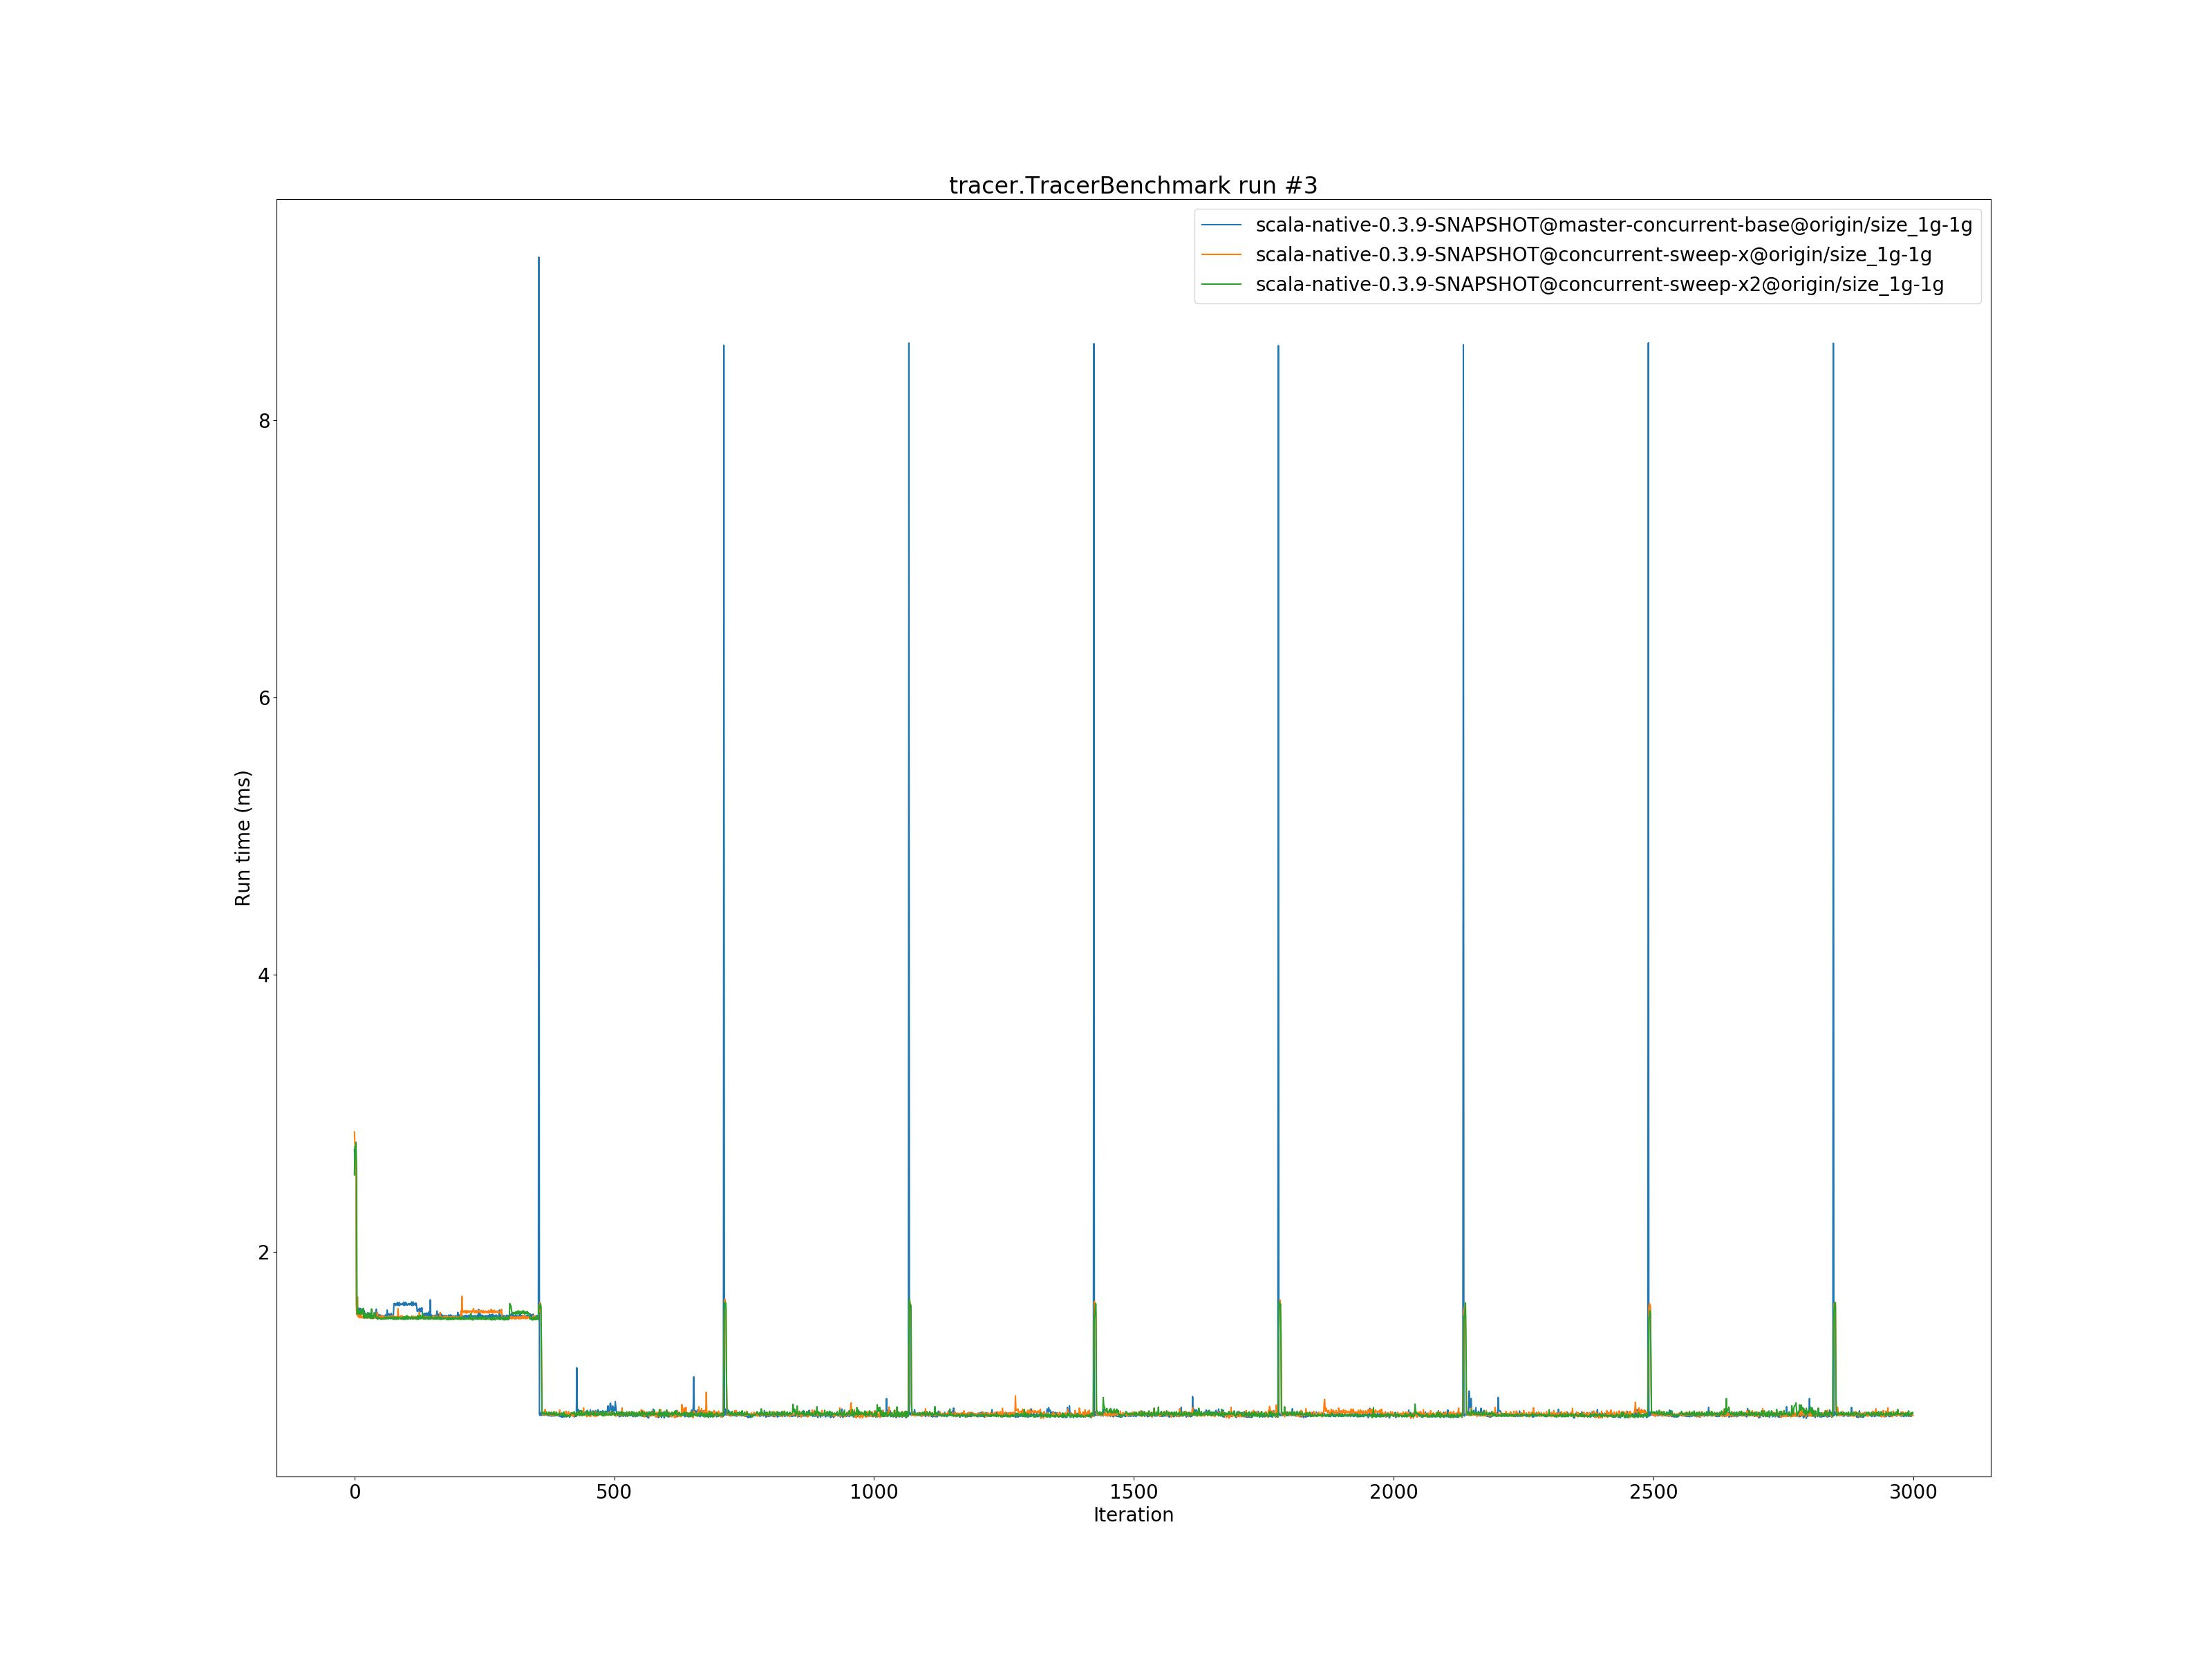 tracer.TracerBenchmark run #3
scala-native-0.3.9-SNAPSHOT@master-concurrent-base@origin/size_1g-1g
scala-native-0.3.9-SNAPSHOT@concurrent-sweep-x@origin/size_1g-1g
scala-native-0.3.9-SNAPSHOT@concurrent-sweep-x2@origin/size_1g-1g
8
6
4
2
Run time (ms)
0 500 1000 1500 2000 2500 3000
Iteration